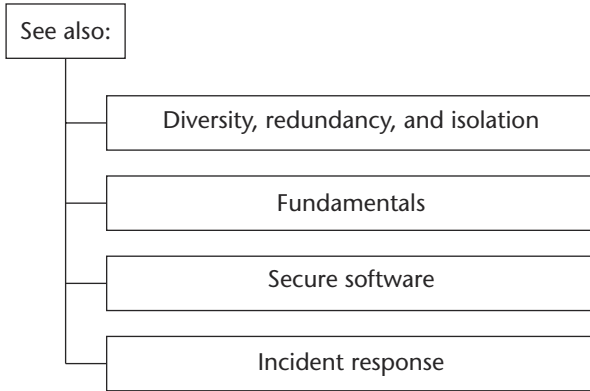 See also:
Diversity, redundancy, and isolation
Fundamentals
Secure software
Incident response